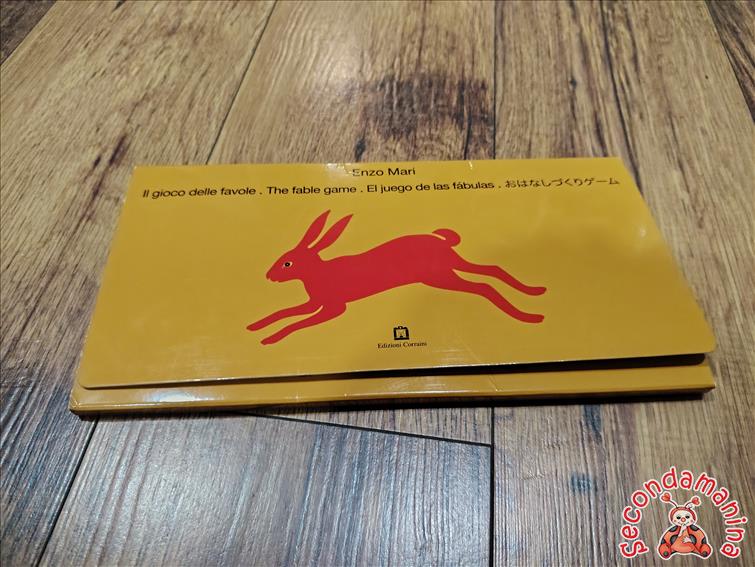 Enzo Mari
Il gioco delle favole . The fable game . El juego de las fábulas . おはなしづくりゲーム
Edizioni Corraini
secondamanina